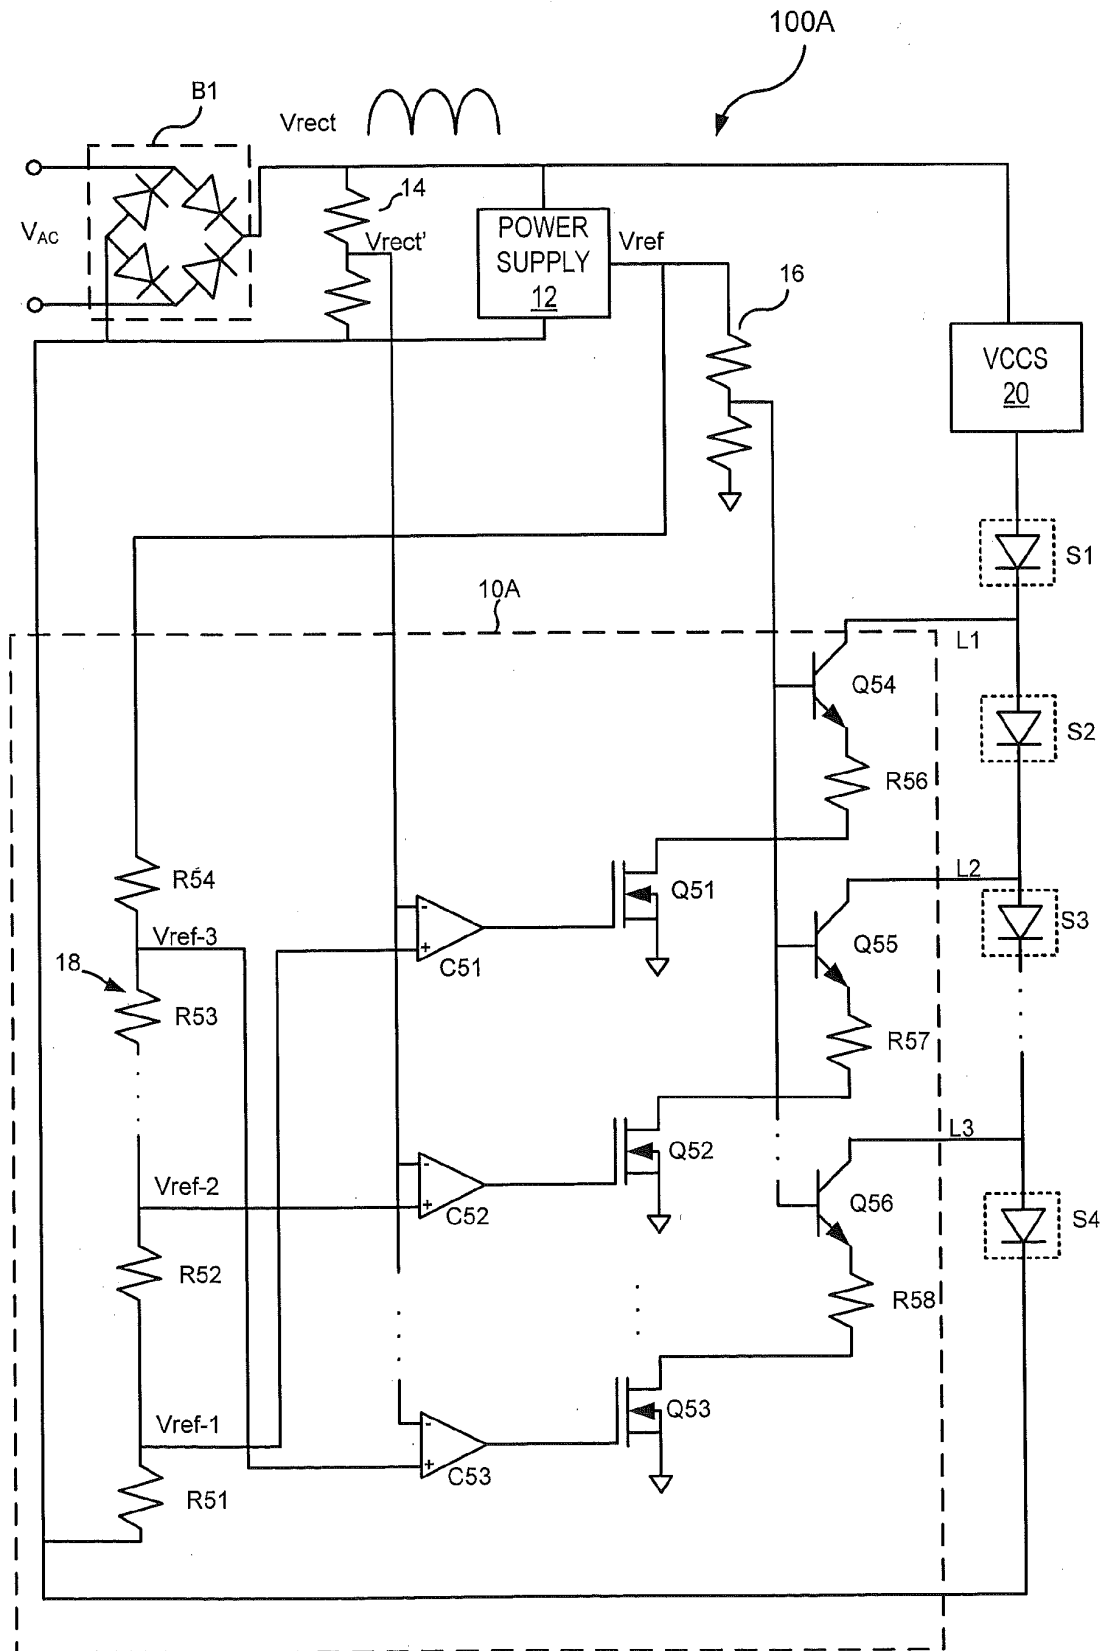 100A
B1
Vrect
14
VAC
Vrect'
POWER
SUPPLY
12
Vref
16
VCCS
20
S1
10A
L1
Q54
S2
R56
L2
R54
Q51
S3
Vref-3
-
+
C51
Q55
18
R53
R57
L3
Q52
Vref-2
-
+
C52
Q56
S4
R52
R58
Q53
Vref-1
-
+
C53
R51